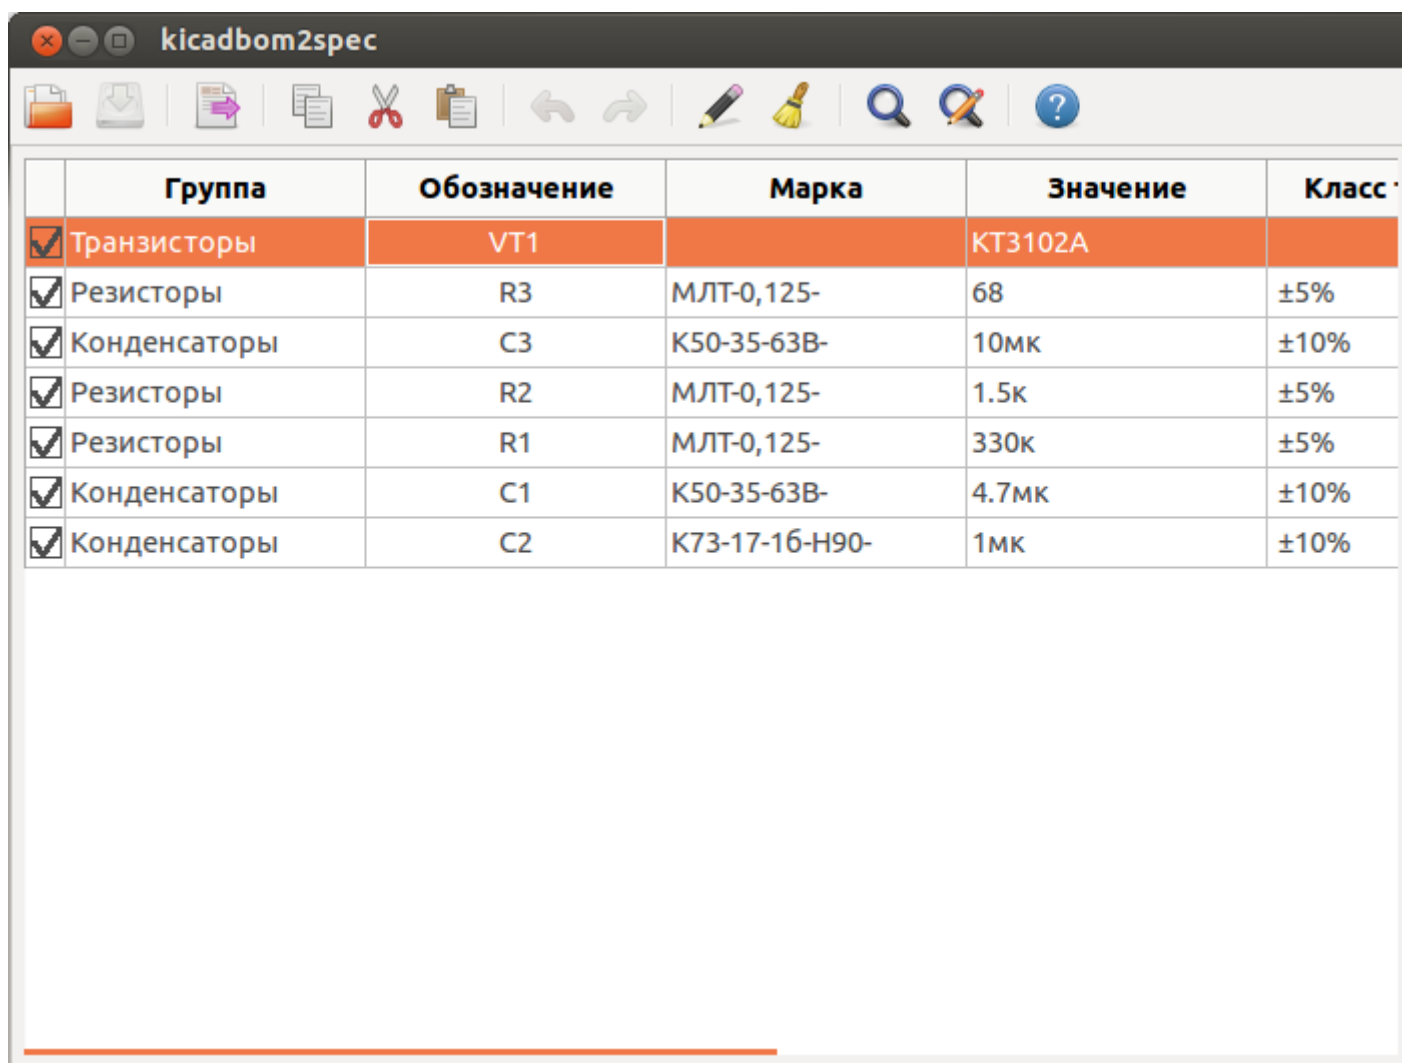 kicadbom2spec
Группа Обозначение Марка Значение Класс
Транзисторы VT1 КТ3102А
Резисторы R3 МЛТ-0,125- 68 ±5%
Конденсаторы C3 К50-35-63В- 10мк ±10%
Резисторы R2 МЛТ-0,125- 1.5к ±5%
Резисторы R1 МЛТ-0,125- 330к ±5%
Конденсаторы C1 К50-35-63В- 4.7мк ±10%
Конденсаторы C2 К73-17-1б-Н90- 1мк ±10%